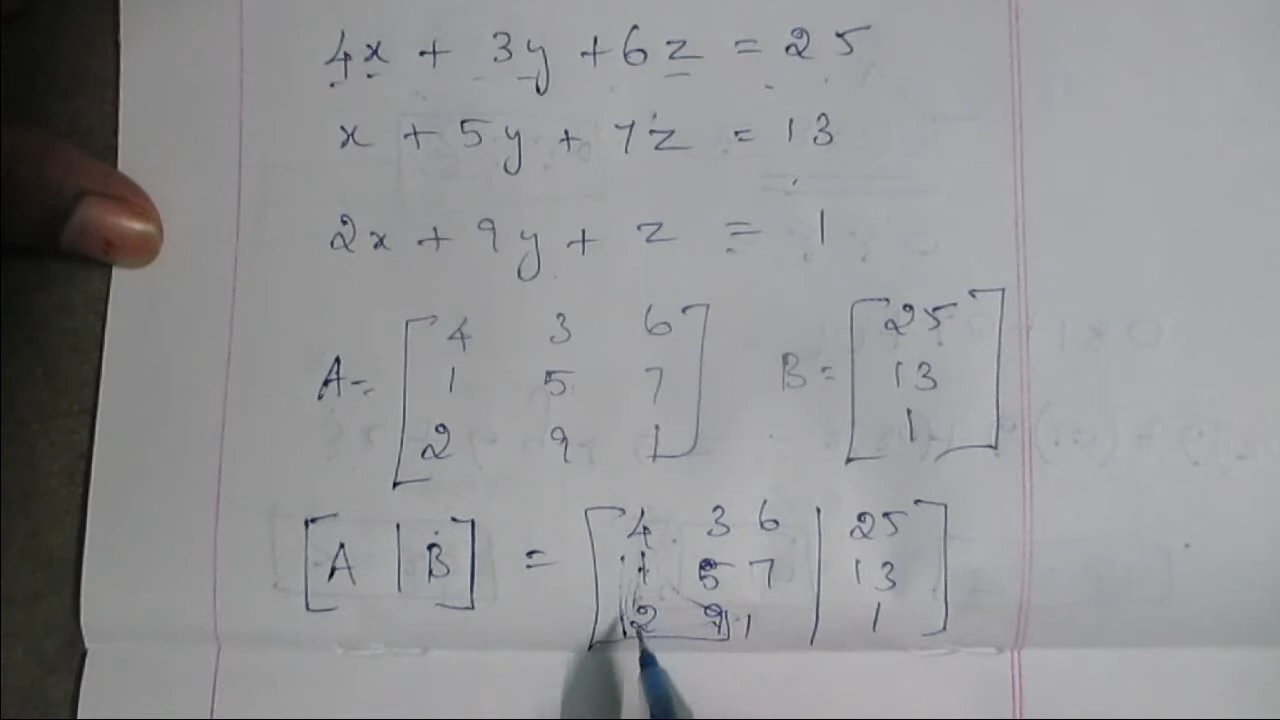 4x + 3y + 6z = 25
x + 5y + 7z = 13
2x + 9y + z = 1
A = [4 3 6 B = [25
1 5 7 13
2 9 1] 1]
[A | B] = [4 3 6 | 25
1 5 7 | 13
2 9 1 | 1]